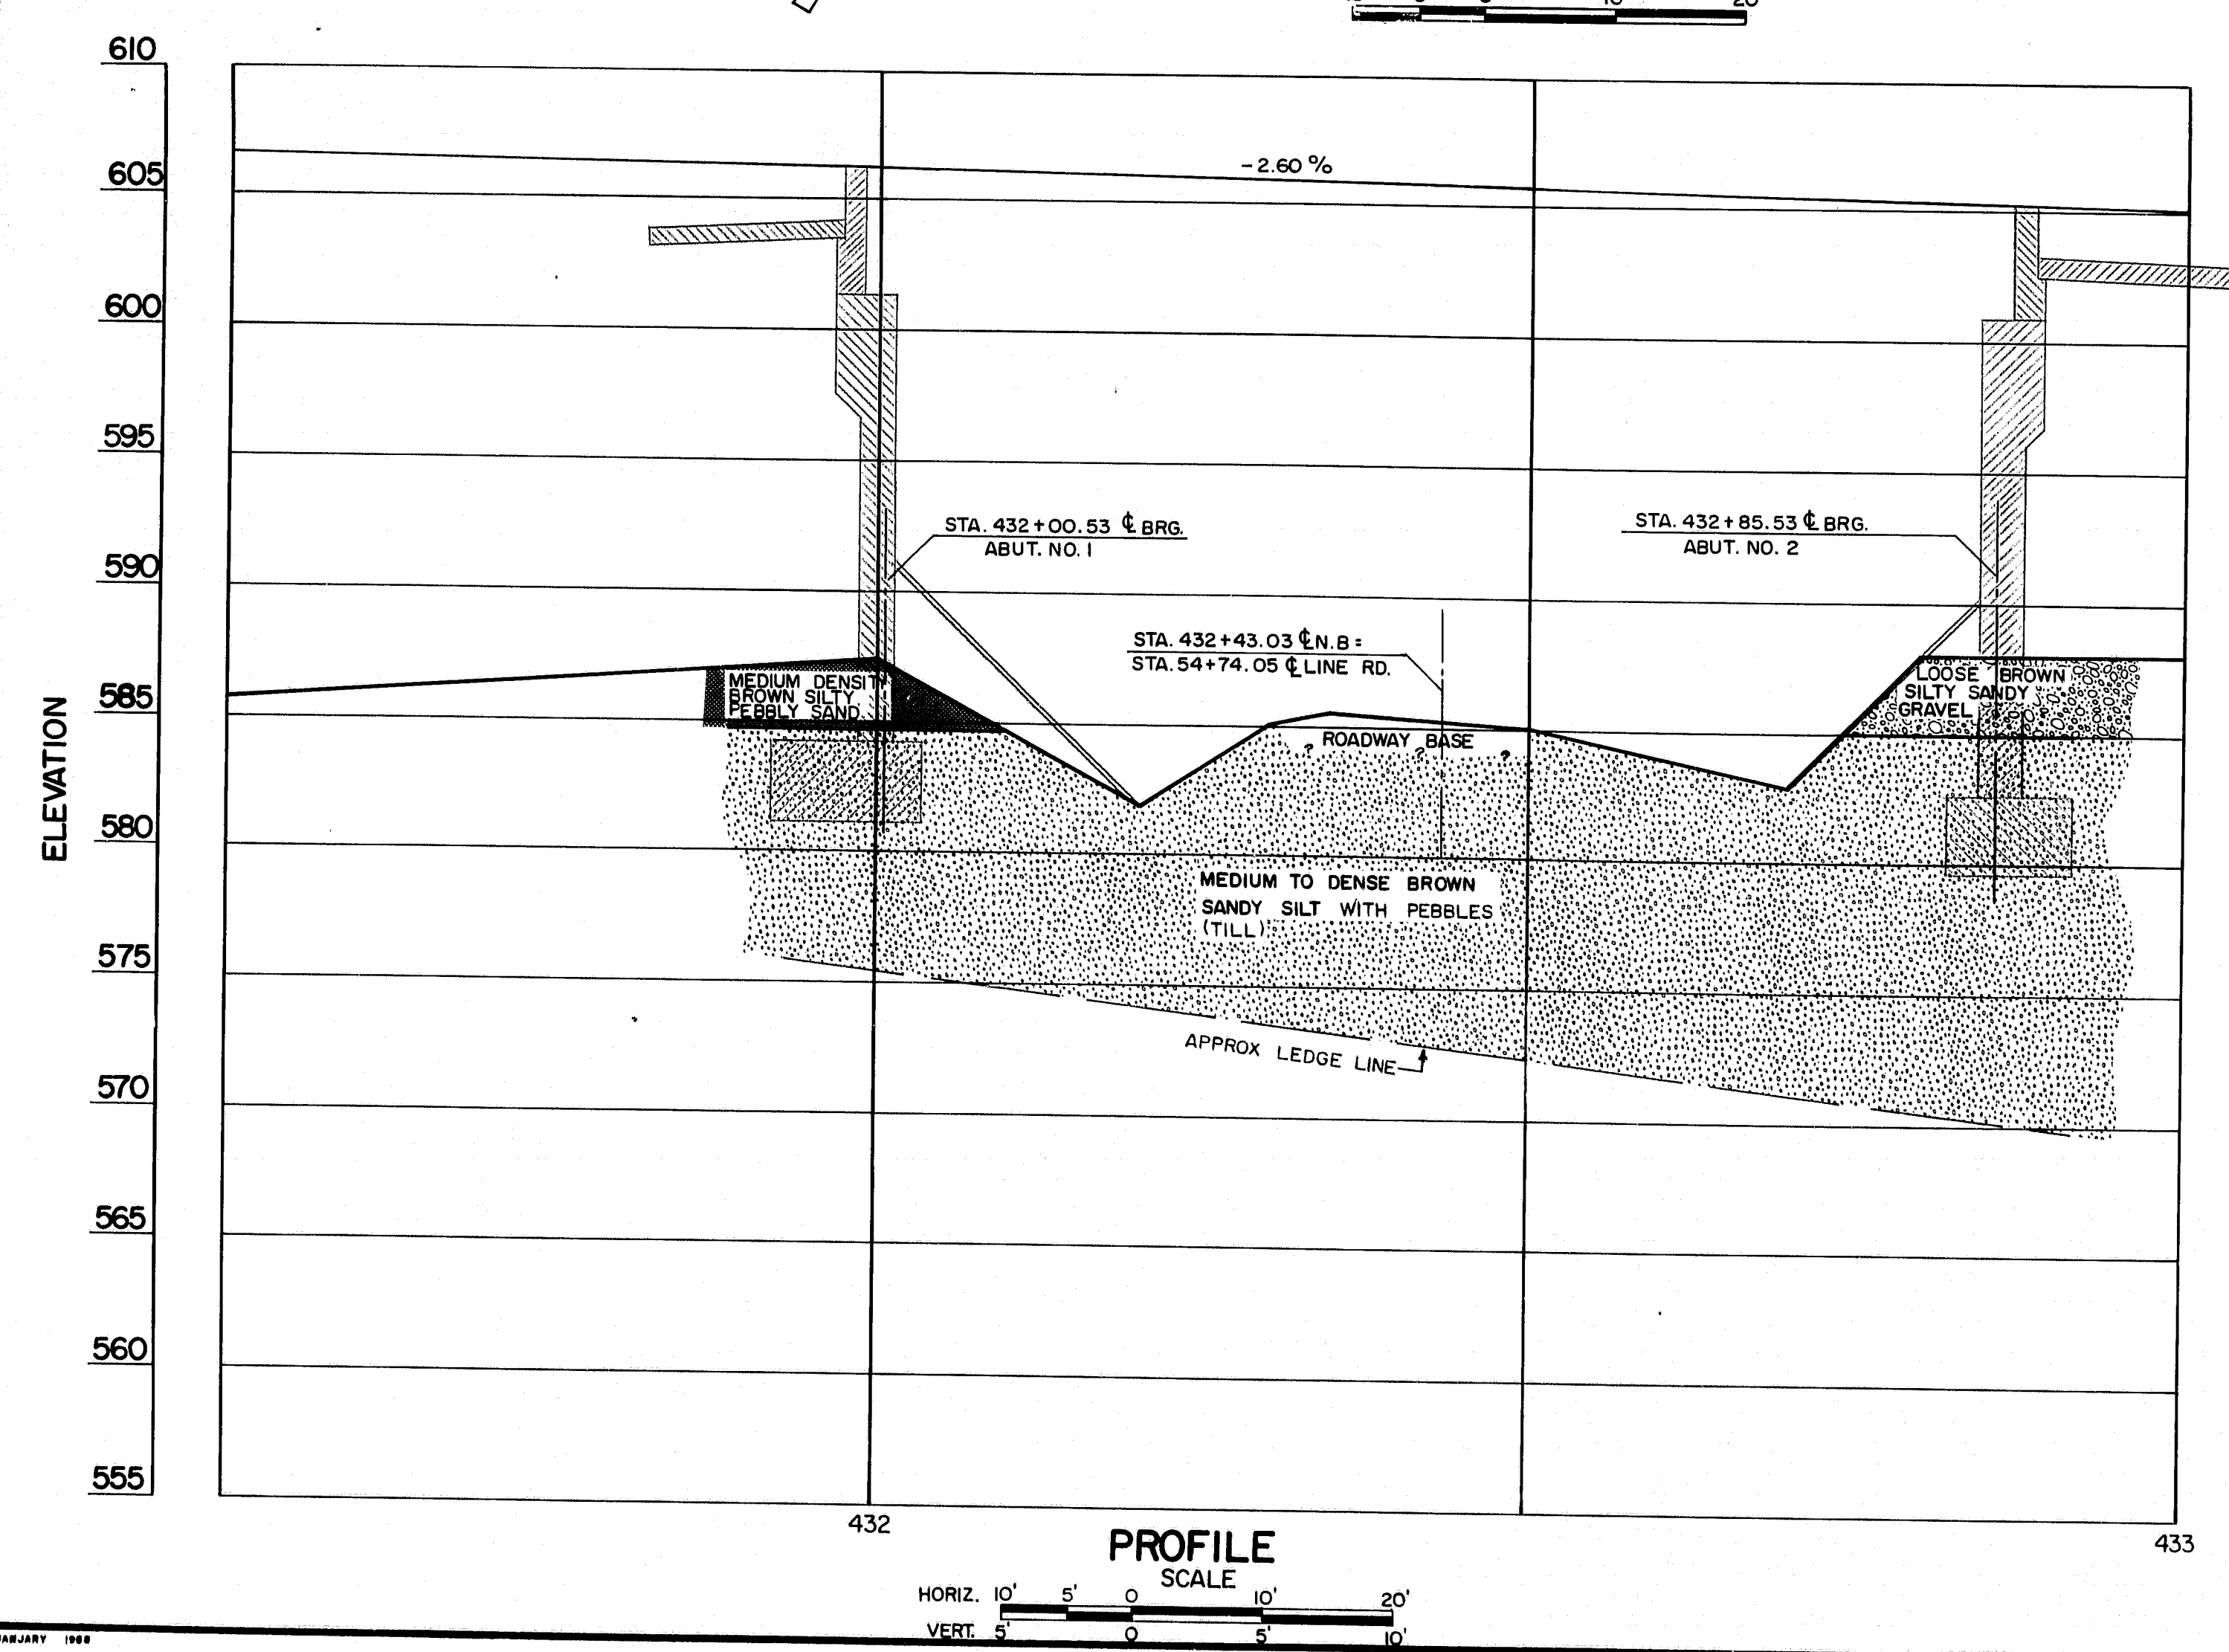 20
610
605
600
595
590
585
580
575
570
565
560
555
ELEVATION
-2.60 %
STA. 432+00.53 ℄ BRG.
ABUT. NO. 1
STA. 432+85.53 ℄ BRG.
ABUT. NO. 2
STA. 432+43.03 ℄ N.B =
STA. 54+74.05 ℄ LINE RD.
MEDIUM DENSITY
BROWN SILTY
PEBBLY SAND
LOOSE BROWN
SILTY SANDY
GRAVEL
? ROADWAY ? BASE ?
MEDIUM TO DENSE BROWN
SANDY SILT WITH PEBBLES
(TILL)
APPROX LEDGE LINE
432
433
PROFILE
SCALE
HORIZ. 10' 5' 0 10' 20'
VERT. 5' 0 5' 10'